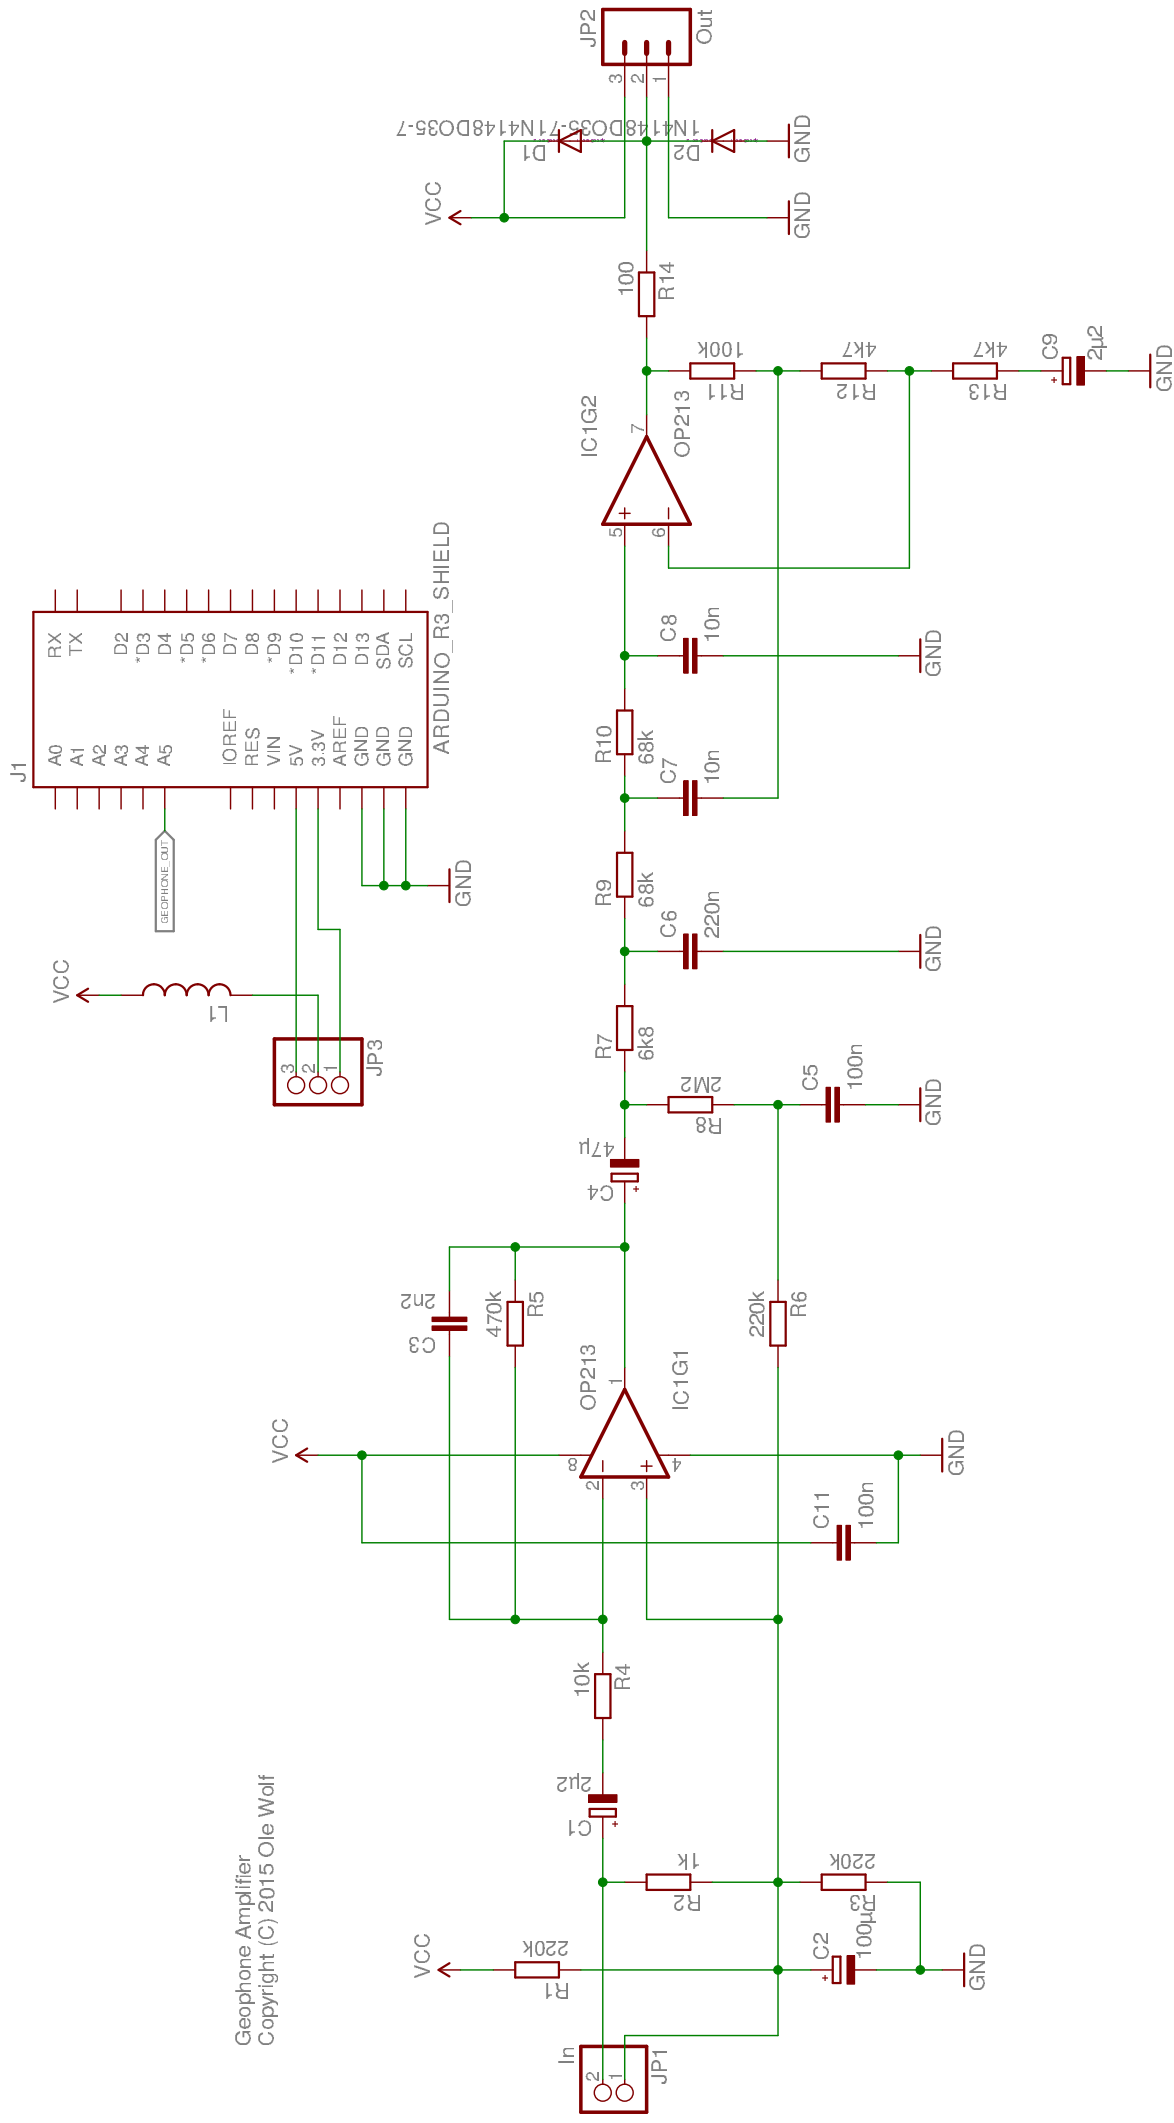 Geophone Amplifier
Copyright (C) 2015 Ole Wolf
In
JP1
2
1
VCC
R1
220k
R2
1k
R3
220k
C2
100µ
+
GND
C1
2µ2
+
R4
10k
C11
100n
GND
VCC
OP213
IC1G1
2
3
8
4
1
−
+
C3
2n2
R5
470k
R6
220k
C4
47µ
+
R8
2M2
C5
100n
GND
R7
6k8
C6
220n
GND
R9
68k
C7
10n
R10
68k
C8
10n
GND
IC1G2
OP213
5
6
7
+
−
R11
100k
R12
4k7
R13
4k7
C9
2µ2
+
GND
R14
100
VCC
GND
D1
1N4148DO35-7
D2
1N4148DO35-7
GND
JP2
Out
3
2
1
J1
ARDUINO_R3_SHIELD
A0
A1
A2
A3
A4
A5
IOREF
RES
VIN
5V
3.3V
AREF
GND
GND
GND
RX
TX
D2
*D3
D4
*D5
*D6
D7
D8
*D9
*D10
*D11
D12
D13
SDA
SCL
GEOPHONE_OUT
GND
VCC
L1
JP3
3
2
1